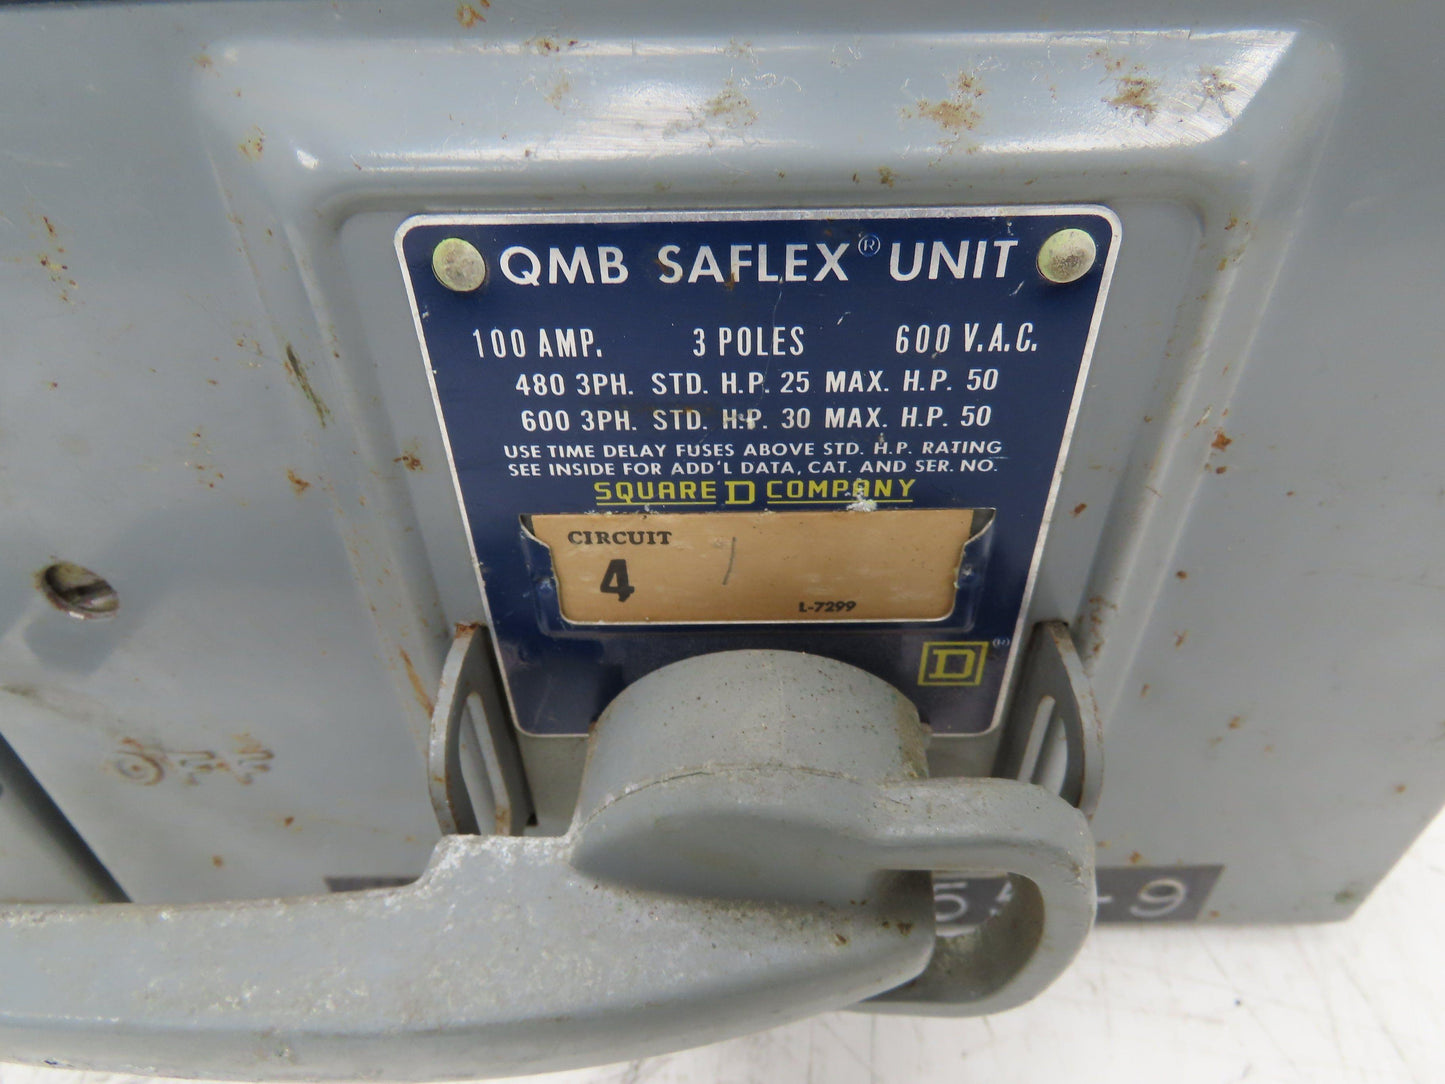 QMB SAFLEX® UNIT
100 AMP. 3 POLES 600 V.A.C.
480 3PH. STD. H.P. 25 MAX. H.P. 50
600 3PH. STD. H.P. 30 MAX. H.P. 50
USE TIME DELAY FUSES ABOVE STD. H.P. RATING
SEE INSIDE FOR ADD'L DATA, CAT. AND SER. NO.
SQUARE D COMPANY
CIRCUIT
4
L-7299
D ®
OFF
-9